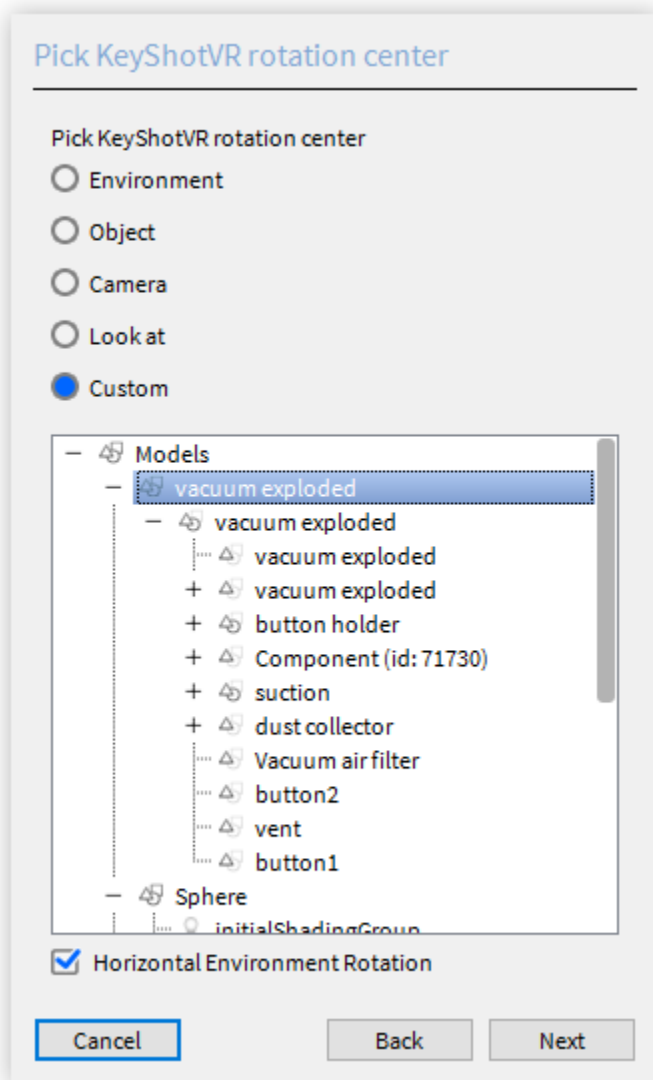 Pick KeyShotVR rotation center
Pick KeyShotVR rotation center
Environment
Object
Camera
Look at
Custom
Models
vacuum exploded
vacuum exploded
vacuum exploded
vacuum exploded
button holder
Component (id: 71730)
suction
dust collector
Vacuum air filter
button2
vent
button1
Sphere
initialShadingGroup
Horizontal Environment Rotation
Cancel Back Next